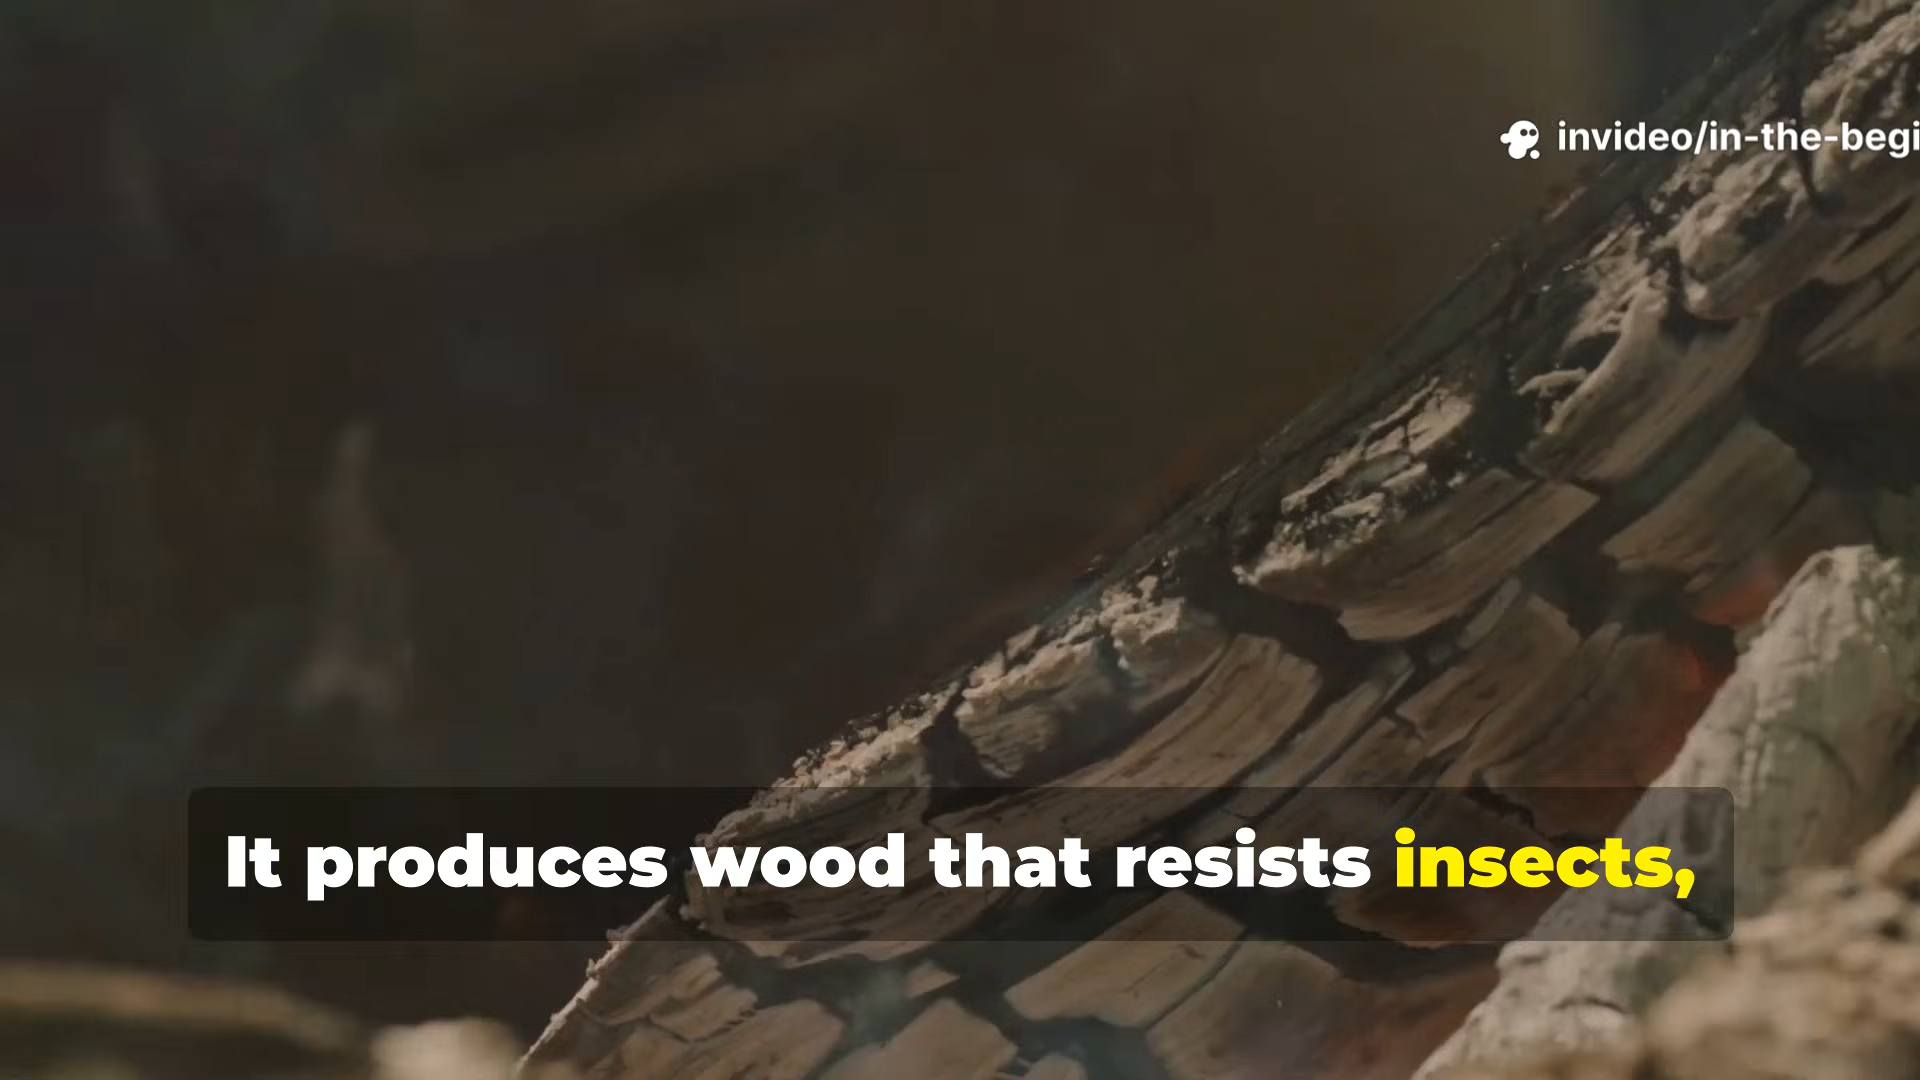 invideo/in-the-begi
It produces wood that resists insects,